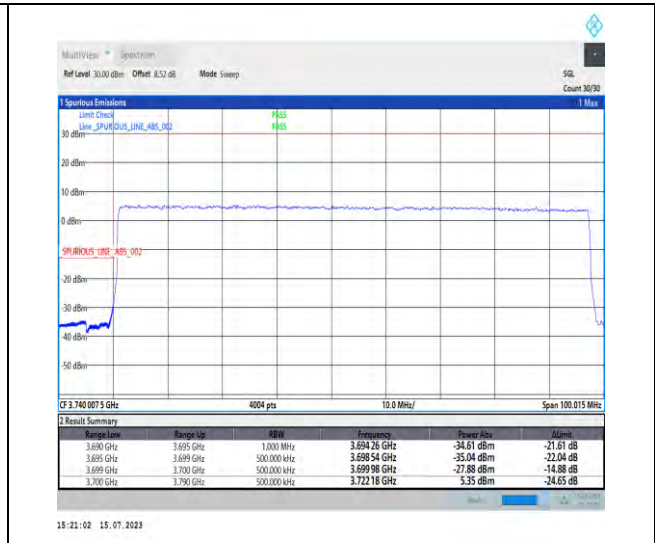 MultiView Spectrum
Ref Level 30.00 dBm Offset 8.52 dB Mode Sweep SGL
Count 30/30
1 Spurious Emissions 1 Max
Limit Check PASS
Line _SPURIOUS_LINE_ABS_002 PASS
30 dBm
20 dBm
10 dBm
0 dBm
SPURIOUS_LINE_ABS_002
-20 dBm
-30 dBm
-40 dBm
-50 dBm
CF 3.740 007 5 GHz 4004 pts 10.0 MHz/ Span 100.015 MHz
2 Result Summary
Range Low Range Up RBW Frequency Power Abs ΔLimit
3.690 GHz 3.695 GHz 1.000 MHz 3.694 26 GHz -34.61 dBm -21.61 dB
3.695 GHz 3.699 GHz 500.000 kHz 3.698 54 GHz -35.04 dBm -22.04 dB
3.699 GHz 3.700 GHz 500.000 kHz 3.699 98 GHz -27.88 dBm -14.88 dB
3.700 GHz 3.790 GHz 500.000 kHz 3.722 18 GHz 5.35 dBm -24.65 dB
15:21:02 15.07.2023